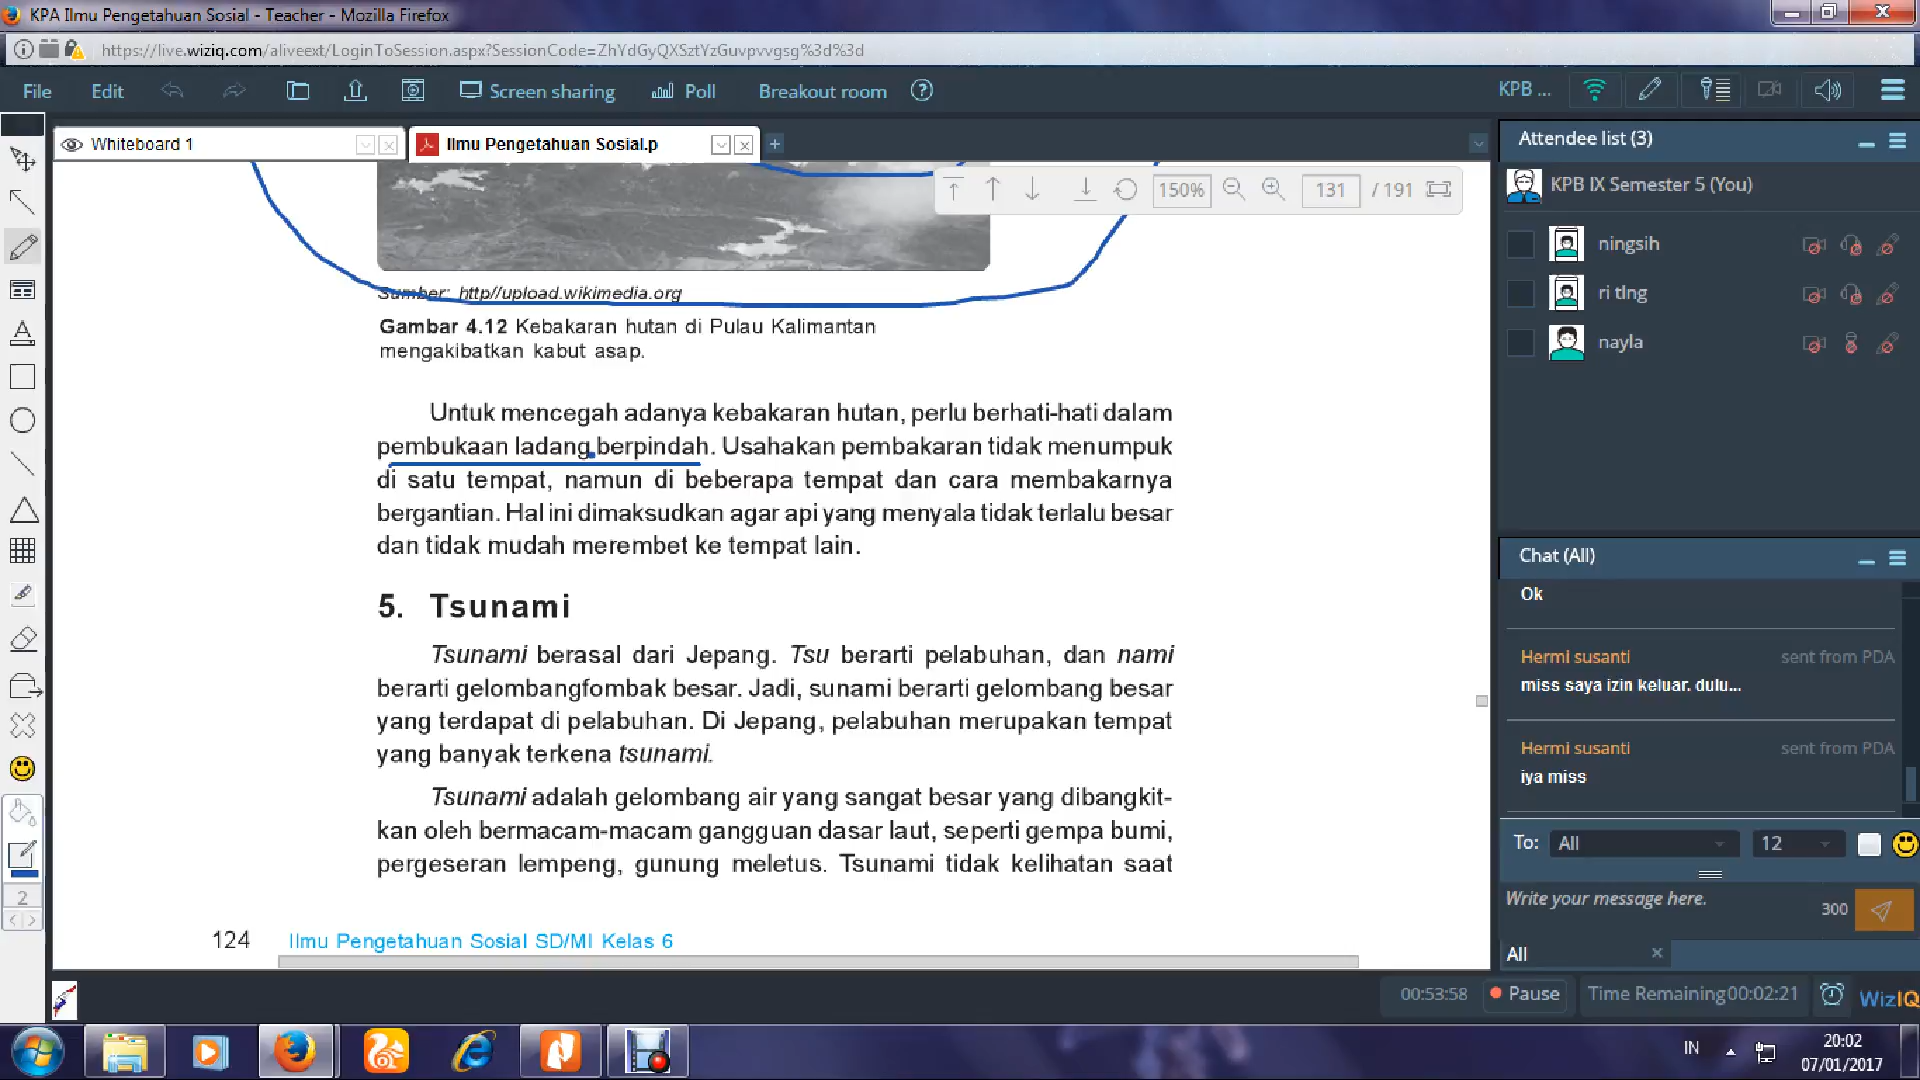 KPA Ilmu Pengetahuan Sosial - Teacher - Mozilla Firefox
https://live.wiziq.com/aliveext/LoginToSession.aspx?SessionCode=ZhYdGyQXSztYzGuvpvvgsg%3d%3d
File Edit Screen sharing Poll Breakout room KPB ...
Whiteboard 1 Ilmu Pengetahuan Sosial.p
150% 131 / 191
Sumber: http//upload.wikimedia.org
Gambar 4.12 Kebakaran hutan di Pulau Kalimantan
mengakibatkan kabut asap.
Untuk mencegah adanya kebakaran hutan, perlu berhati-hati dalam
pembukaan ladang berpindah. Usahakan pembakaran tidak menumpuk
di satu tempat, namun di beberapa tempat dan cara membakarnya
bergantian. Hal ini dimaksudkan agar api yang menyala tidak terlalu besar
dan tidak mudah merembet ke tempat lain.
5. Tsunami
Tsunami berasal dari Jepang. Tsu berarti pelabuhan, dan nami
berarti gelombangfombak besar. Jadi, sunami berarti gelombang besar
yang terdapat di pelabuhan. Di Jepang, pelabuhan merupakan tempat
yang banyak terkena tsunami.
Tsunami adalah gelombang air yang sangat besar yang dibangkit-
kan oleh bermacam-macam gangguan dasar laut, seperti gempa bumi,
pergeseran lempeng, gunung meletus. Tsunami tidak kelihatan saat
124 Ilmu Pengetahuan Sosial SD/MI Kelas 6
2
Attendee list (3)
KPB IX Semester 5 (You)
ningsih
ri tIng
nayla
Chat (All)
Ok
Hermi susanti sent from PDA
miss saya izin keluar. dulu...
Hermi susanti sent from PDA
iya miss
To: All 12
Write your message here.
300
All
00:53:58 Pause Time Remaining 00:02:21 WizIQ
IN 20:02
07/01/2017